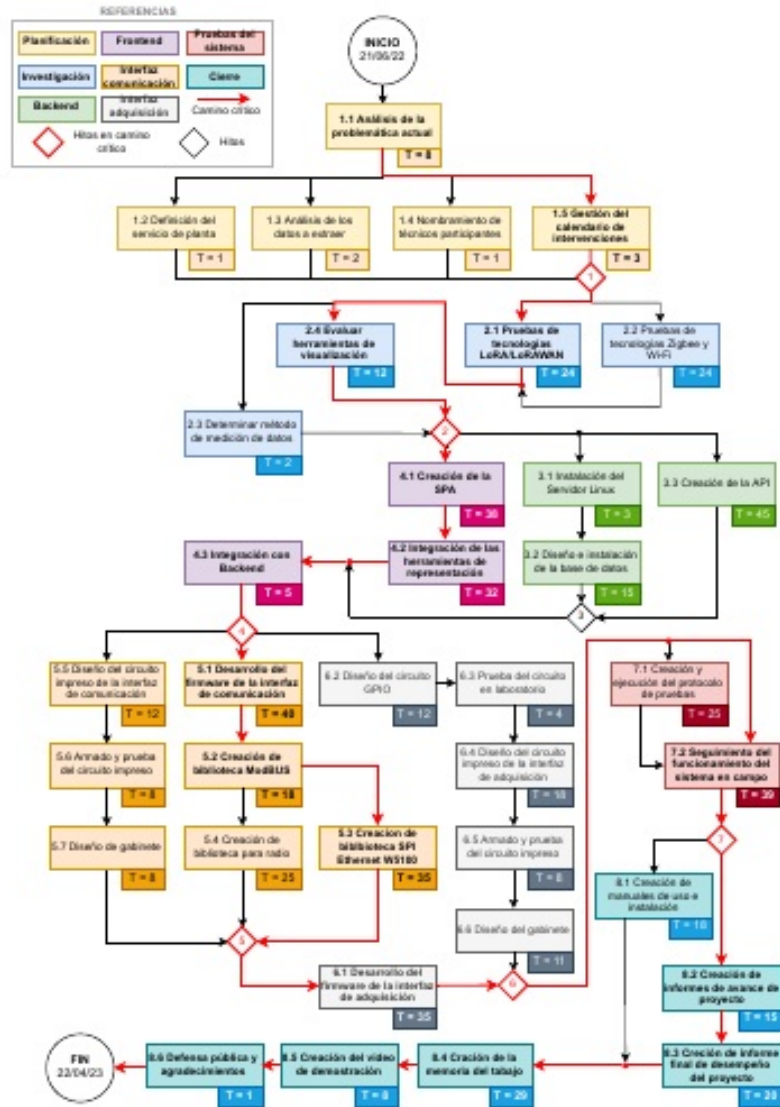 REFERENCIAS
Planificación
Frontend
Pruebas del
sistema
Investigación
Interfaz
comunicación
Cierre
Backend
Interfaz
adquisición
Camino crítico
Hitos en camino
crítico
Hitos
INICIO
21/06/22
1.1 Análisis de la
problemática actual
T = 8
1.2 Definición del
servicio de planta
T = 1
1.3 Análisis de los
datos a extraer
T = 2
1.4 Nombramiento de
técnicos participantes
T = 1
1.5 Gestión del
calendario de
intervenciones
T = 3
1
2.4 Evaluar
herramientas de
visualización
T = 12
2.1 Pruebas de
tecnologías
LoRA/LoRAWAN
T = 24
2.2 Pruebas de
tecnologías Zigbee y
Wi-Fi
T = 24
2.3 Determinar método
de medición de datos
T = 2
2
4.1 Creación de la
SPA
T = 38
3.1 Instalación del
Servidor Linux
T = 3
3.3 Creación de la API
T = 45
4.3 Integración con
Backend
T = 5
4.2 Integración de las
herramientas de
representación
T = 32
3.2 Diseño e instalación
de la base de datos
T = 15
3
4
5.5 Diseño del circuito
impreso de la interfaz
de comunicación
T = 12
5.1 Desarrollo del
firmware de la interfaz
de comunicación
T = 40
6.2 Diseño del circuito
GPIO
T = 12
6.3 Prueba del circuito
en laboratorio
T = 4
7.1 Creación y
ejecución del protocolo
de pruebas
T = 25
5.6 Armado y prueba
del circuito impreso
T = 8
5.2 Creación de
biblioteca ModBUS
T = 18
6.4 Diseño del circuito
impreso de la interfaz
de adquisición
T = 18
7.2 Seguimiento del
funcionamiento del
sistema en campo
T = 39
5.7 Diseño de gabinete
T = 8
5.4 Creación de
biblioteca para radio
T = 25
5.3 Creacion de
biblbioteca SPI
Ethernet W5100
T = 35
6.5 Armado y prueba
del circuito impreso
T = 8
7
8.1 Creación de
manuales de uso e
instalación
T = 18
6.6 Diseño del gabinete
T = 11
5
6.1 Desarrollo del
firmware de la interfaz
de adquisición
T = 35
6
8.2 Creación de
informes de avance de
proyecto
T = 15
FIN
22/04/23
8.6 Defensa pública y
agradecimientos
T = 1
8.5 Creación del video
de demostración
T = 8
8.4 Cración de la
memoria del tabajo
T = 29
8.3 Creción de informe
final de desempeño
del proyecto
T = 20